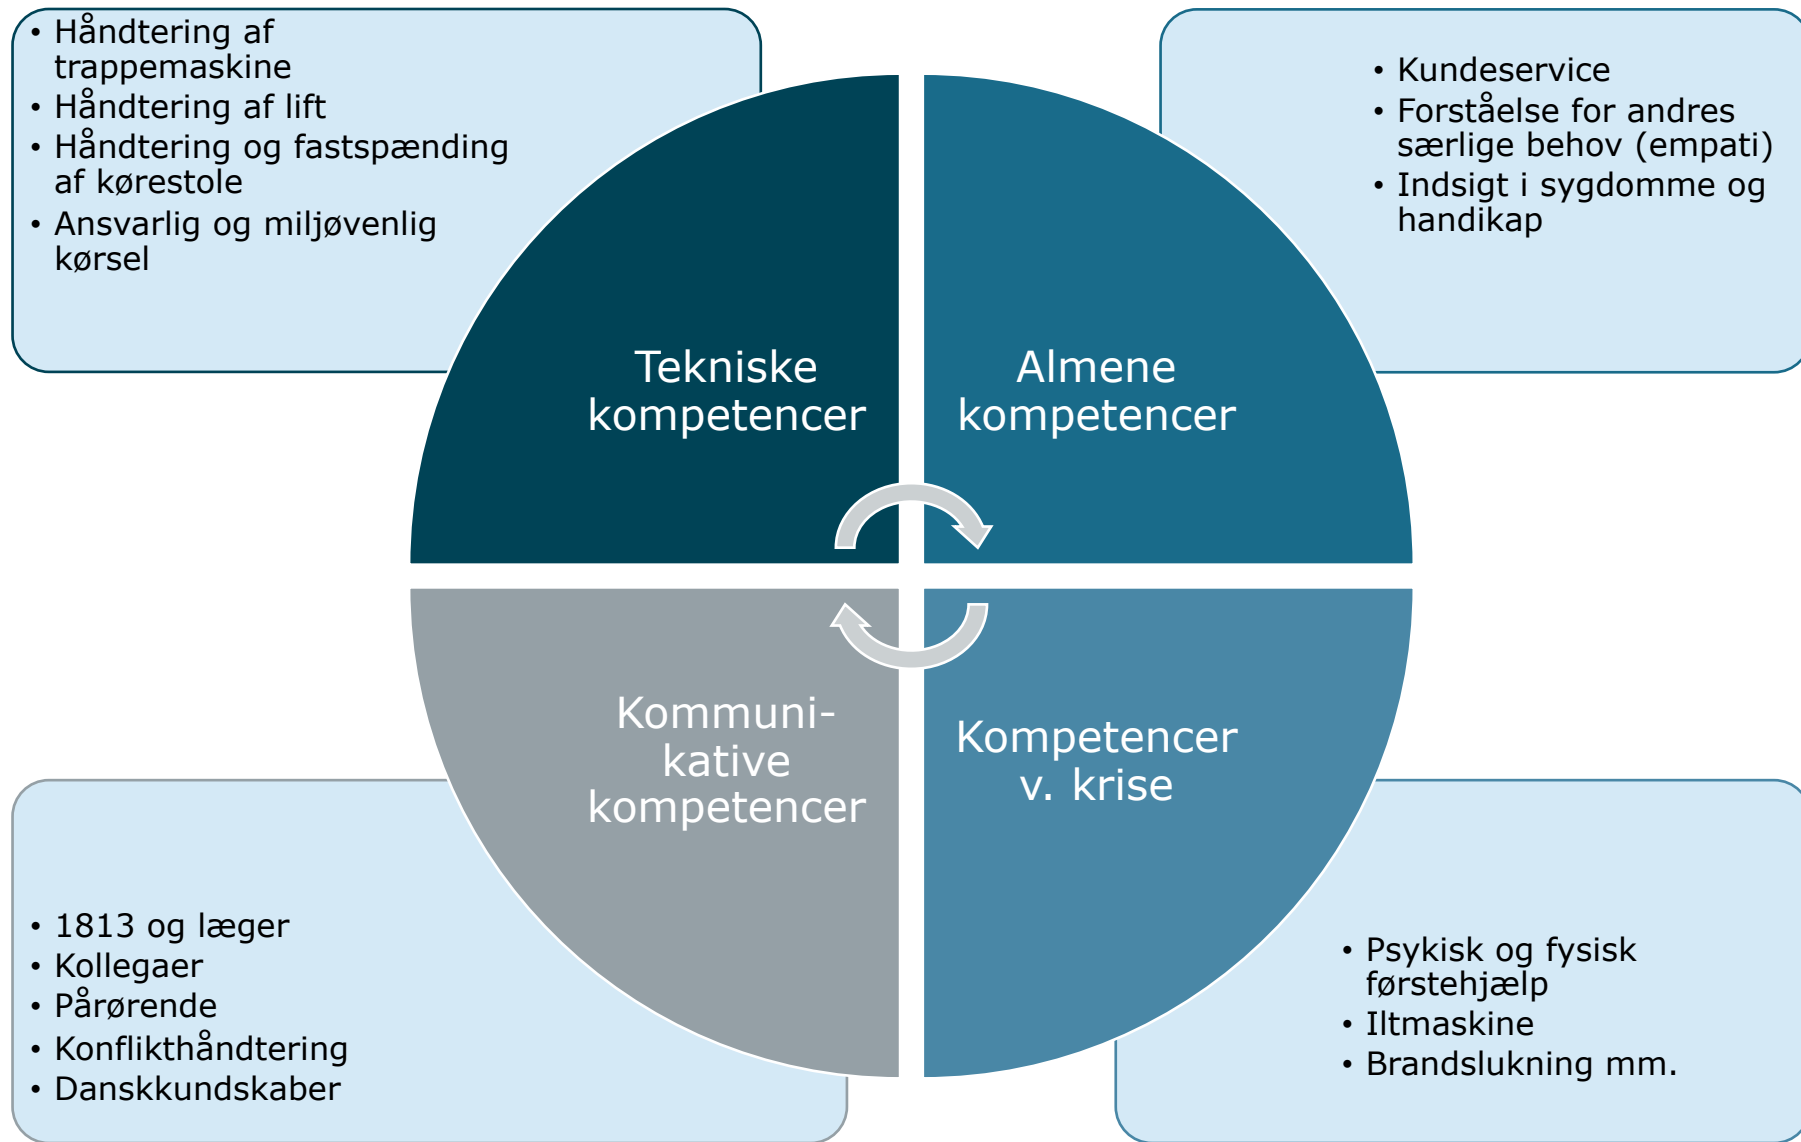 • Håndtering af
trappemaskine
• Håndtering af lift
• Håndtering og fastspænding
af kørestole
• Ansvarlig og miljøvenlig
kørsel
• Kundeservice
• Forståelse for andres
særlige behov (empati)
• Indsigt i sygdomme og
handikap
Tekniske
kompetencer
Almene
kompetencer
Kommuni-
kative
kompetencer
Kompetencer
v. krise
• 1813 og læger
• Kollegaer
• Pårørende
• Konflikthåndtering
• Danskkundskaber
• Psykisk og fysisk
førstehjælp
• Iltmaskine
• Brandslukning mm.